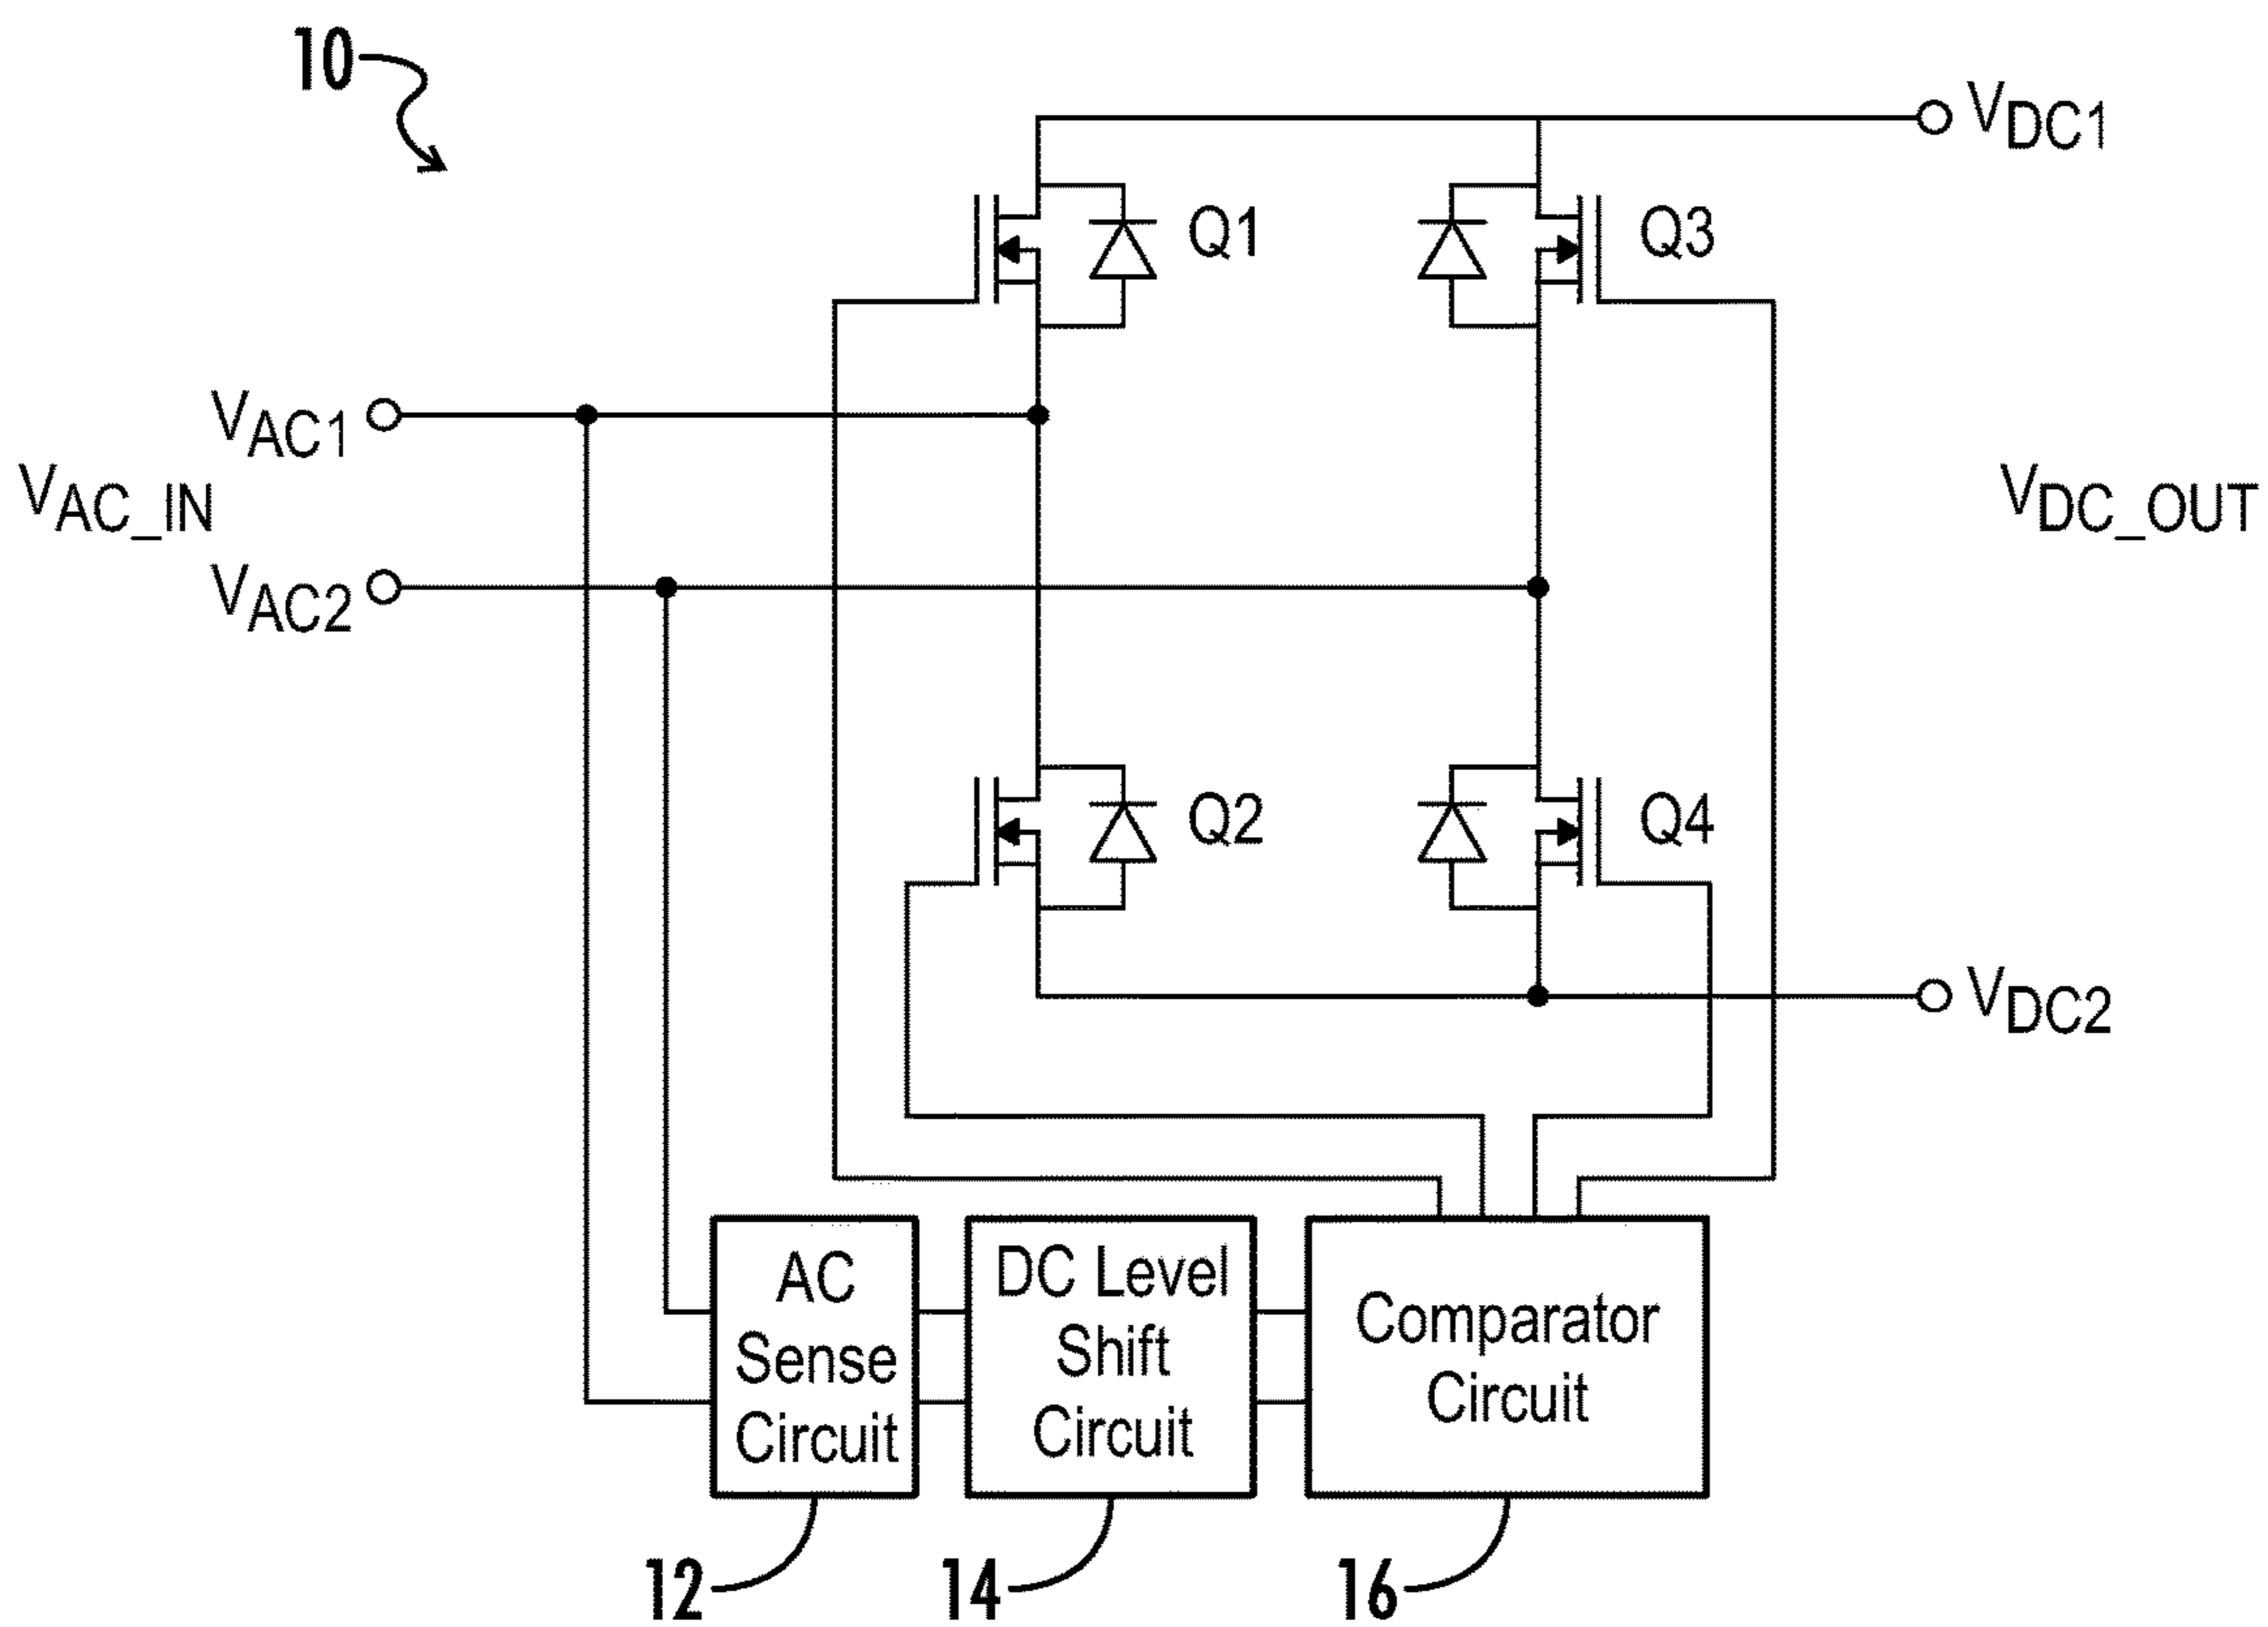 10
VDC1
Q1
Q3
VAC1
VAC_IN
VDC_OUT
VAC2
Q2
Q4
VDC2
AC
Sense
Circuit
DC Level
Shift
Circuit
Comparator
Circuit
12
14
16